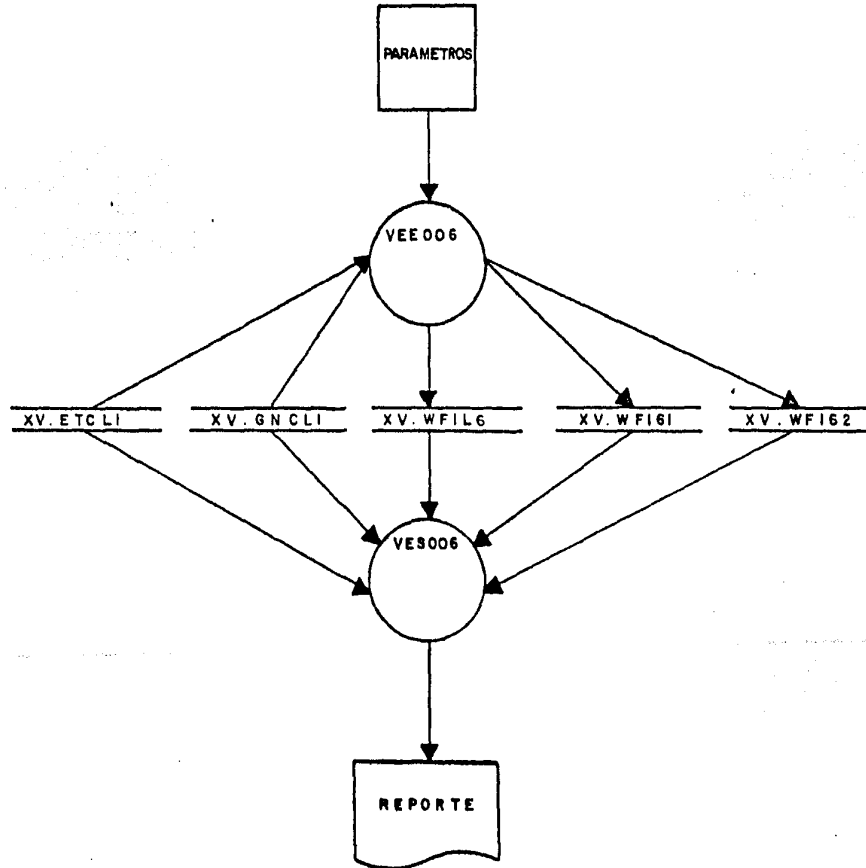 PARAMETROS
VEE006
XV.ETCLI
XV.GNCLI
XV.WFIL6
XV.WFI61
XV.WFI62
VES006
REPORTE